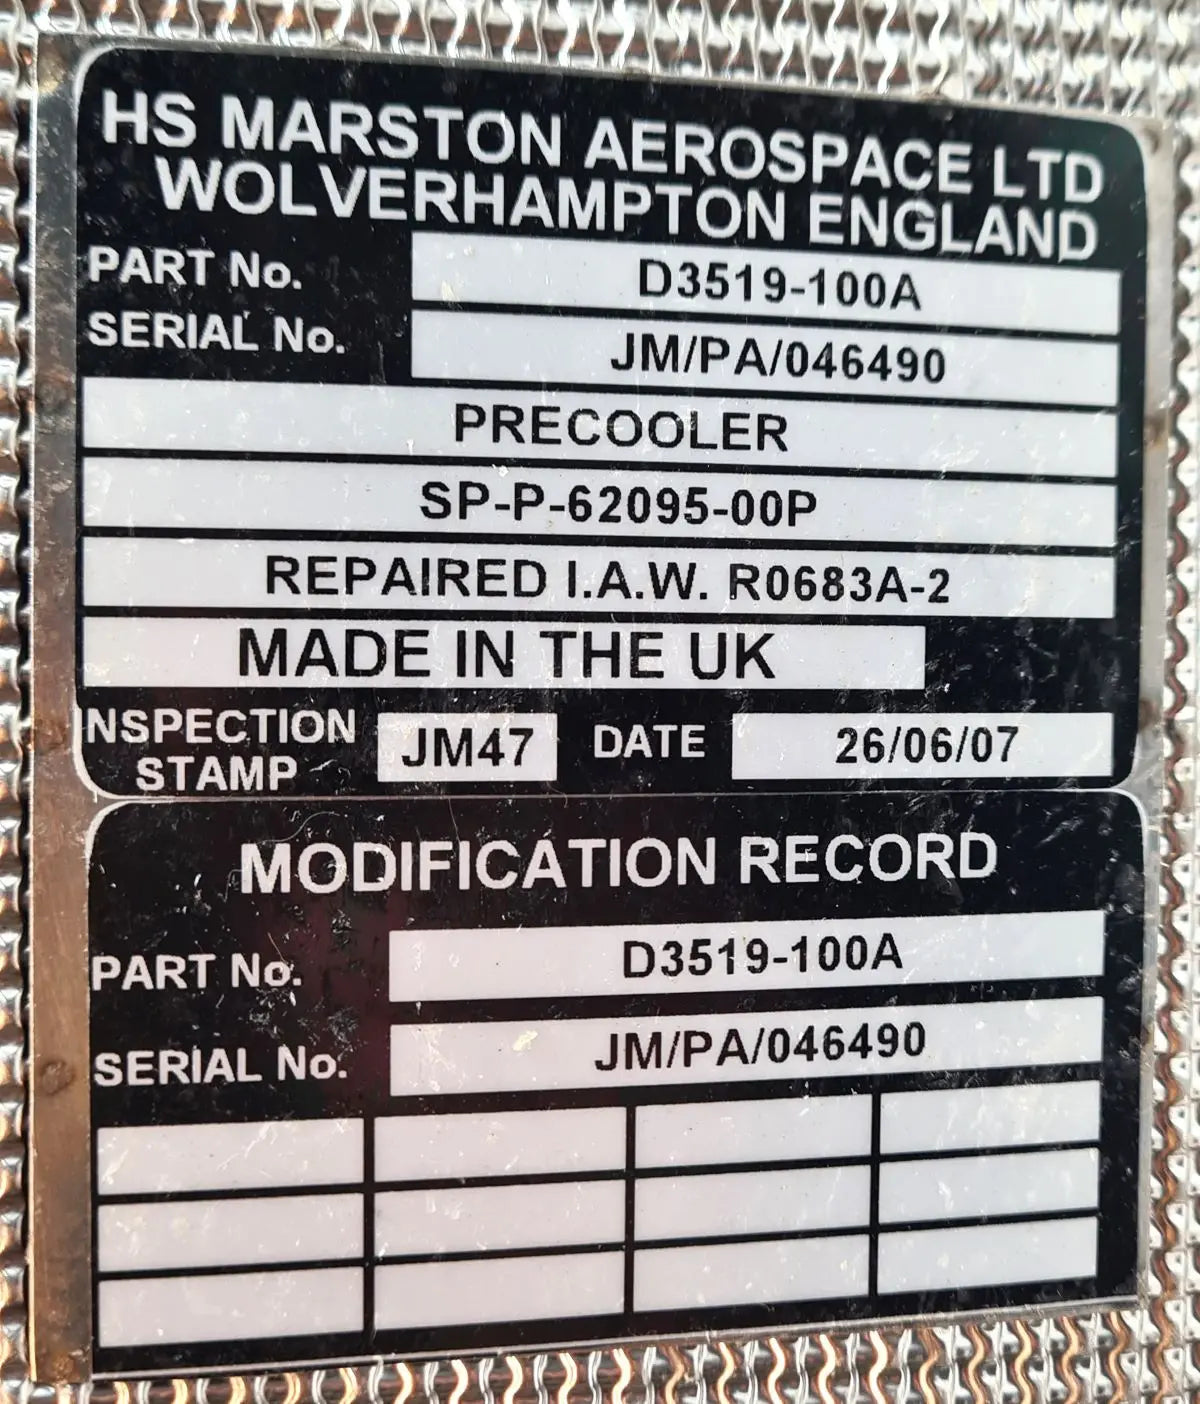 HS MARSTON AEROSPACE LTD
WOLVERHAMPTON ENGLAND
PART No. D3519-100A
SERIAL No. JM/PA/046490
PRECOOLER
SP-P-62095-00P
REPAIRED I.A.W. R0683A-2
MADE IN THE UK
INSPECTION STAMP JM47 DATE 26/06/07
MODIFICATION RECORD
PART No. D3519-100A
SERIAL No. JM/PA/046490